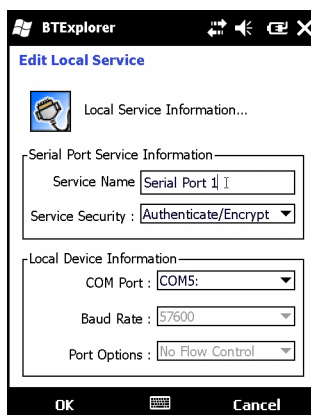 BTExplorer
Edit Local Service
Local Service Information...
Serial Port Service Information
Service Name Serial Port 1
Service Security : Authenticate/Encrypt
Local Device Information
COM Port : COM5:
Baud Rate : 57600
Port Options : No Flow Control
OK Cancel